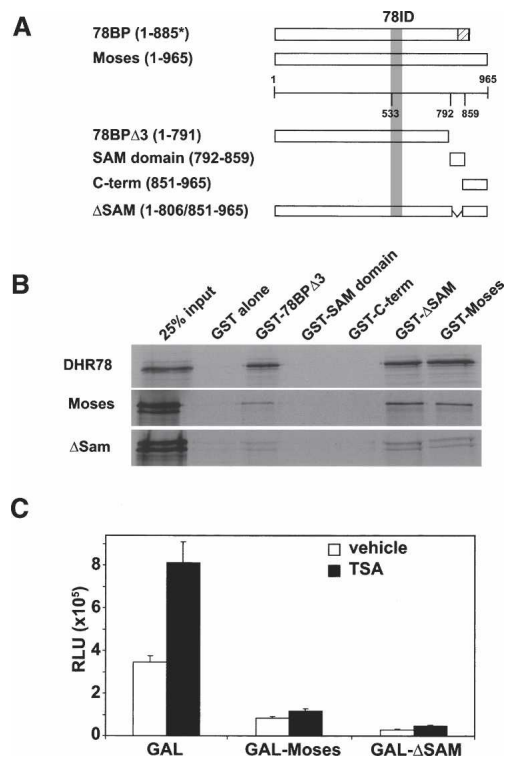 A
78ID
78BP (1-885*)
Moses (1-965)
1
965
533
792
859
78BPΔ3 (1-791)
SAM domain (792-859)
C-term (851-965)
ΔSAM (1-806/851-965)
B
25% input
GST alone
GST-78BPΔ3
GST-SAM domain
GST-C-term
GST-ΔSAM
GST-Moses
DHR78
Moses
ΔSam
C
vehicle
TSA
RLU (x10⁵)
8
6
4
2
0
GAL
GAL-Moses
GAL-ΔSAM